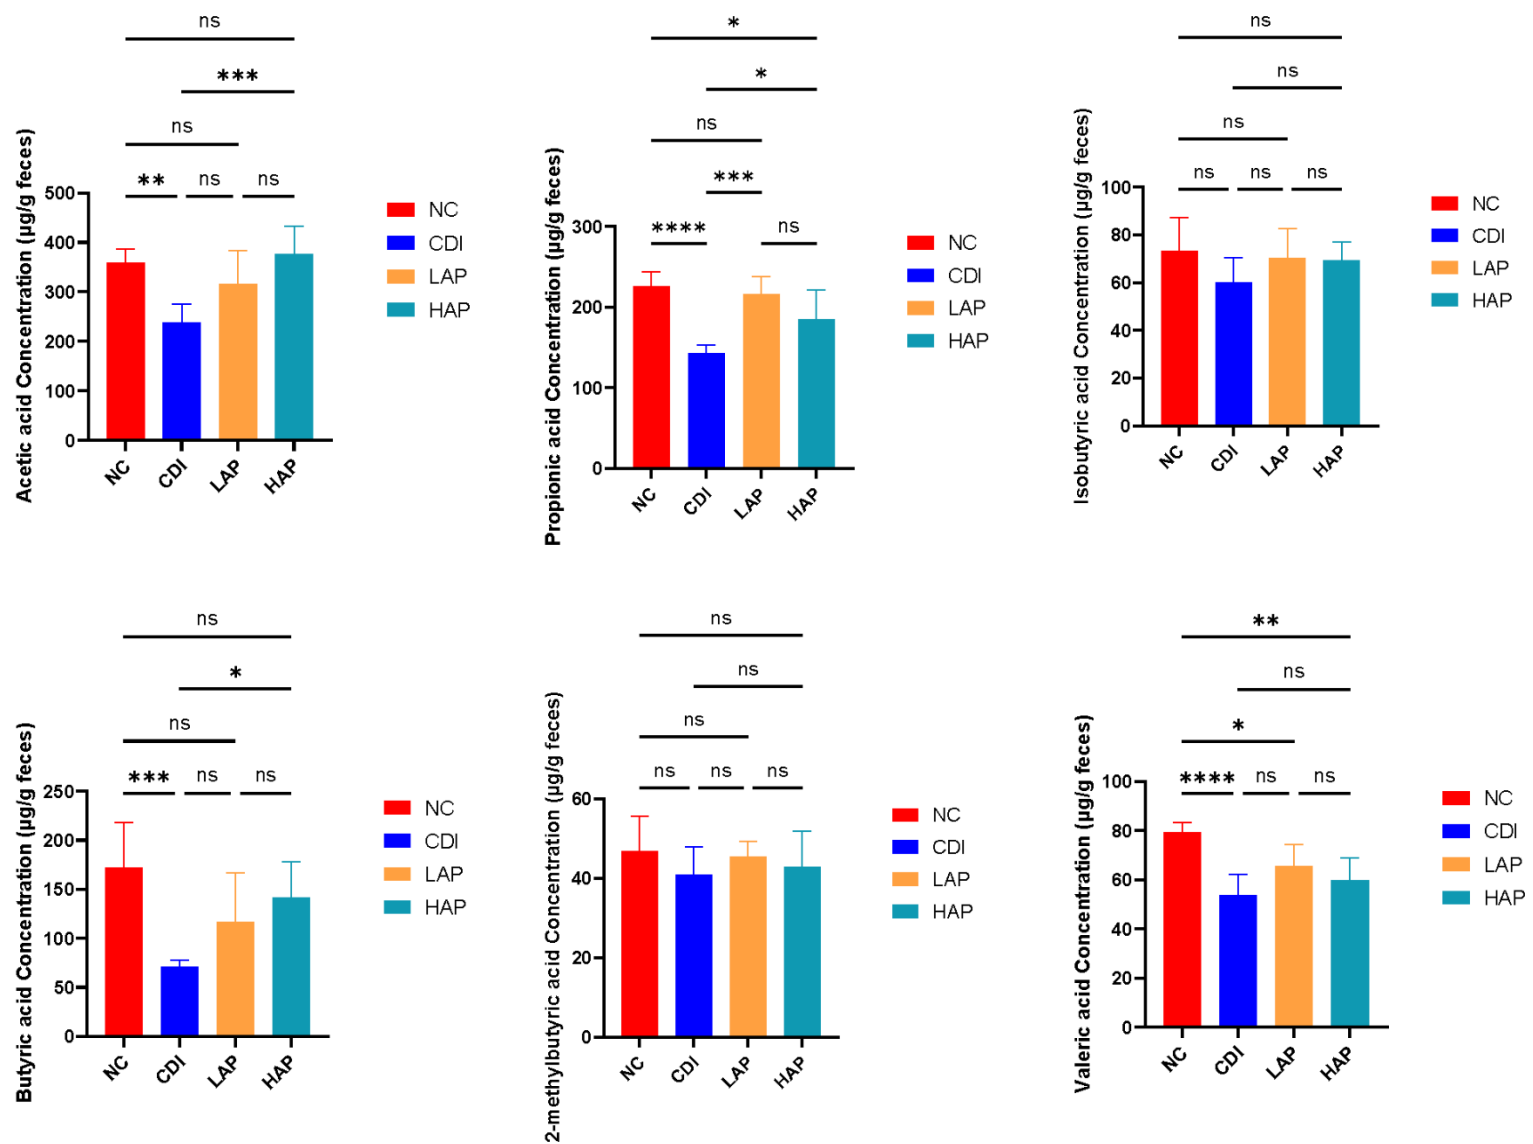 ns
***
ns
** ns ns
Acetic acid Concentration (µg/g feces)
500
400
300
200
100
0
NC CDI LAP HAP
NC
CDI
LAP
HAP
*
*
ns
***
**** ns
Propionic acid Concentration (µg/g feces)
300
200
100
0
NC CDI LAP HAP
NC
CDI
LAP
HAP
ns
ns
ns
ns ns ns
Isobutyric acid Concentration (µg/g feces)
100
80
60
40
20
0
NC CDI LAP HAP
NC
CDI
LAP
HAP
ns
*
ns
*** ns ns
Butyric acid Concentration (µg/g feces)
250
200
150
100
50
0
NC CDI LAP HAP
NC
CDI
LAP
HAP
ns
ns
ns
ns ns ns
2-methylbutyric acid Concentration (µg/g feces)
60
40
20
0
NC CDI LAP HAP
NC
CDI
LAP
HAP
**
ns
*
**** ns ns
Valeric acid Concentration (µg/g feces)
100
80
60
40
20
0
NC CDI LAP HAP
NC
CDI
LAP
HAP